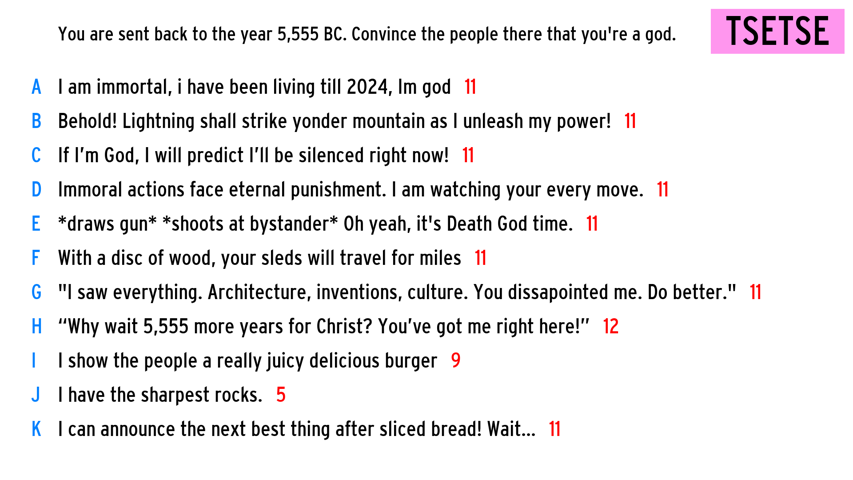 You are sent back to the year 5,555 BC. Convince the people there that you're a god.
TSETSE
A I am immortal, i have been living till 2024, Im god 11
B Behold! Lightning shall strike yonder mountain as I unleash my power! 11
C If I’m God, I will predict I’ll be silenced right now! 11
D Immoral actions face eternal punishment. I am watching your every move. 11
E *draws gun* *shoots at bystander* Oh yeah, it's Death God time. 11
F With a disc of wood, your sleds will travel for miles 11
G "I saw everything. Architecture, inventions, culture. You dissapointed me. Do better." 11
H “Why wait 5,555 more years for Christ? You’ve got me right here!” 12
I I show the people a really juicy delicious burger 9
J I have the sharpest rocks. 5
K I can announce the next best thing after sliced bread! Wait... 11